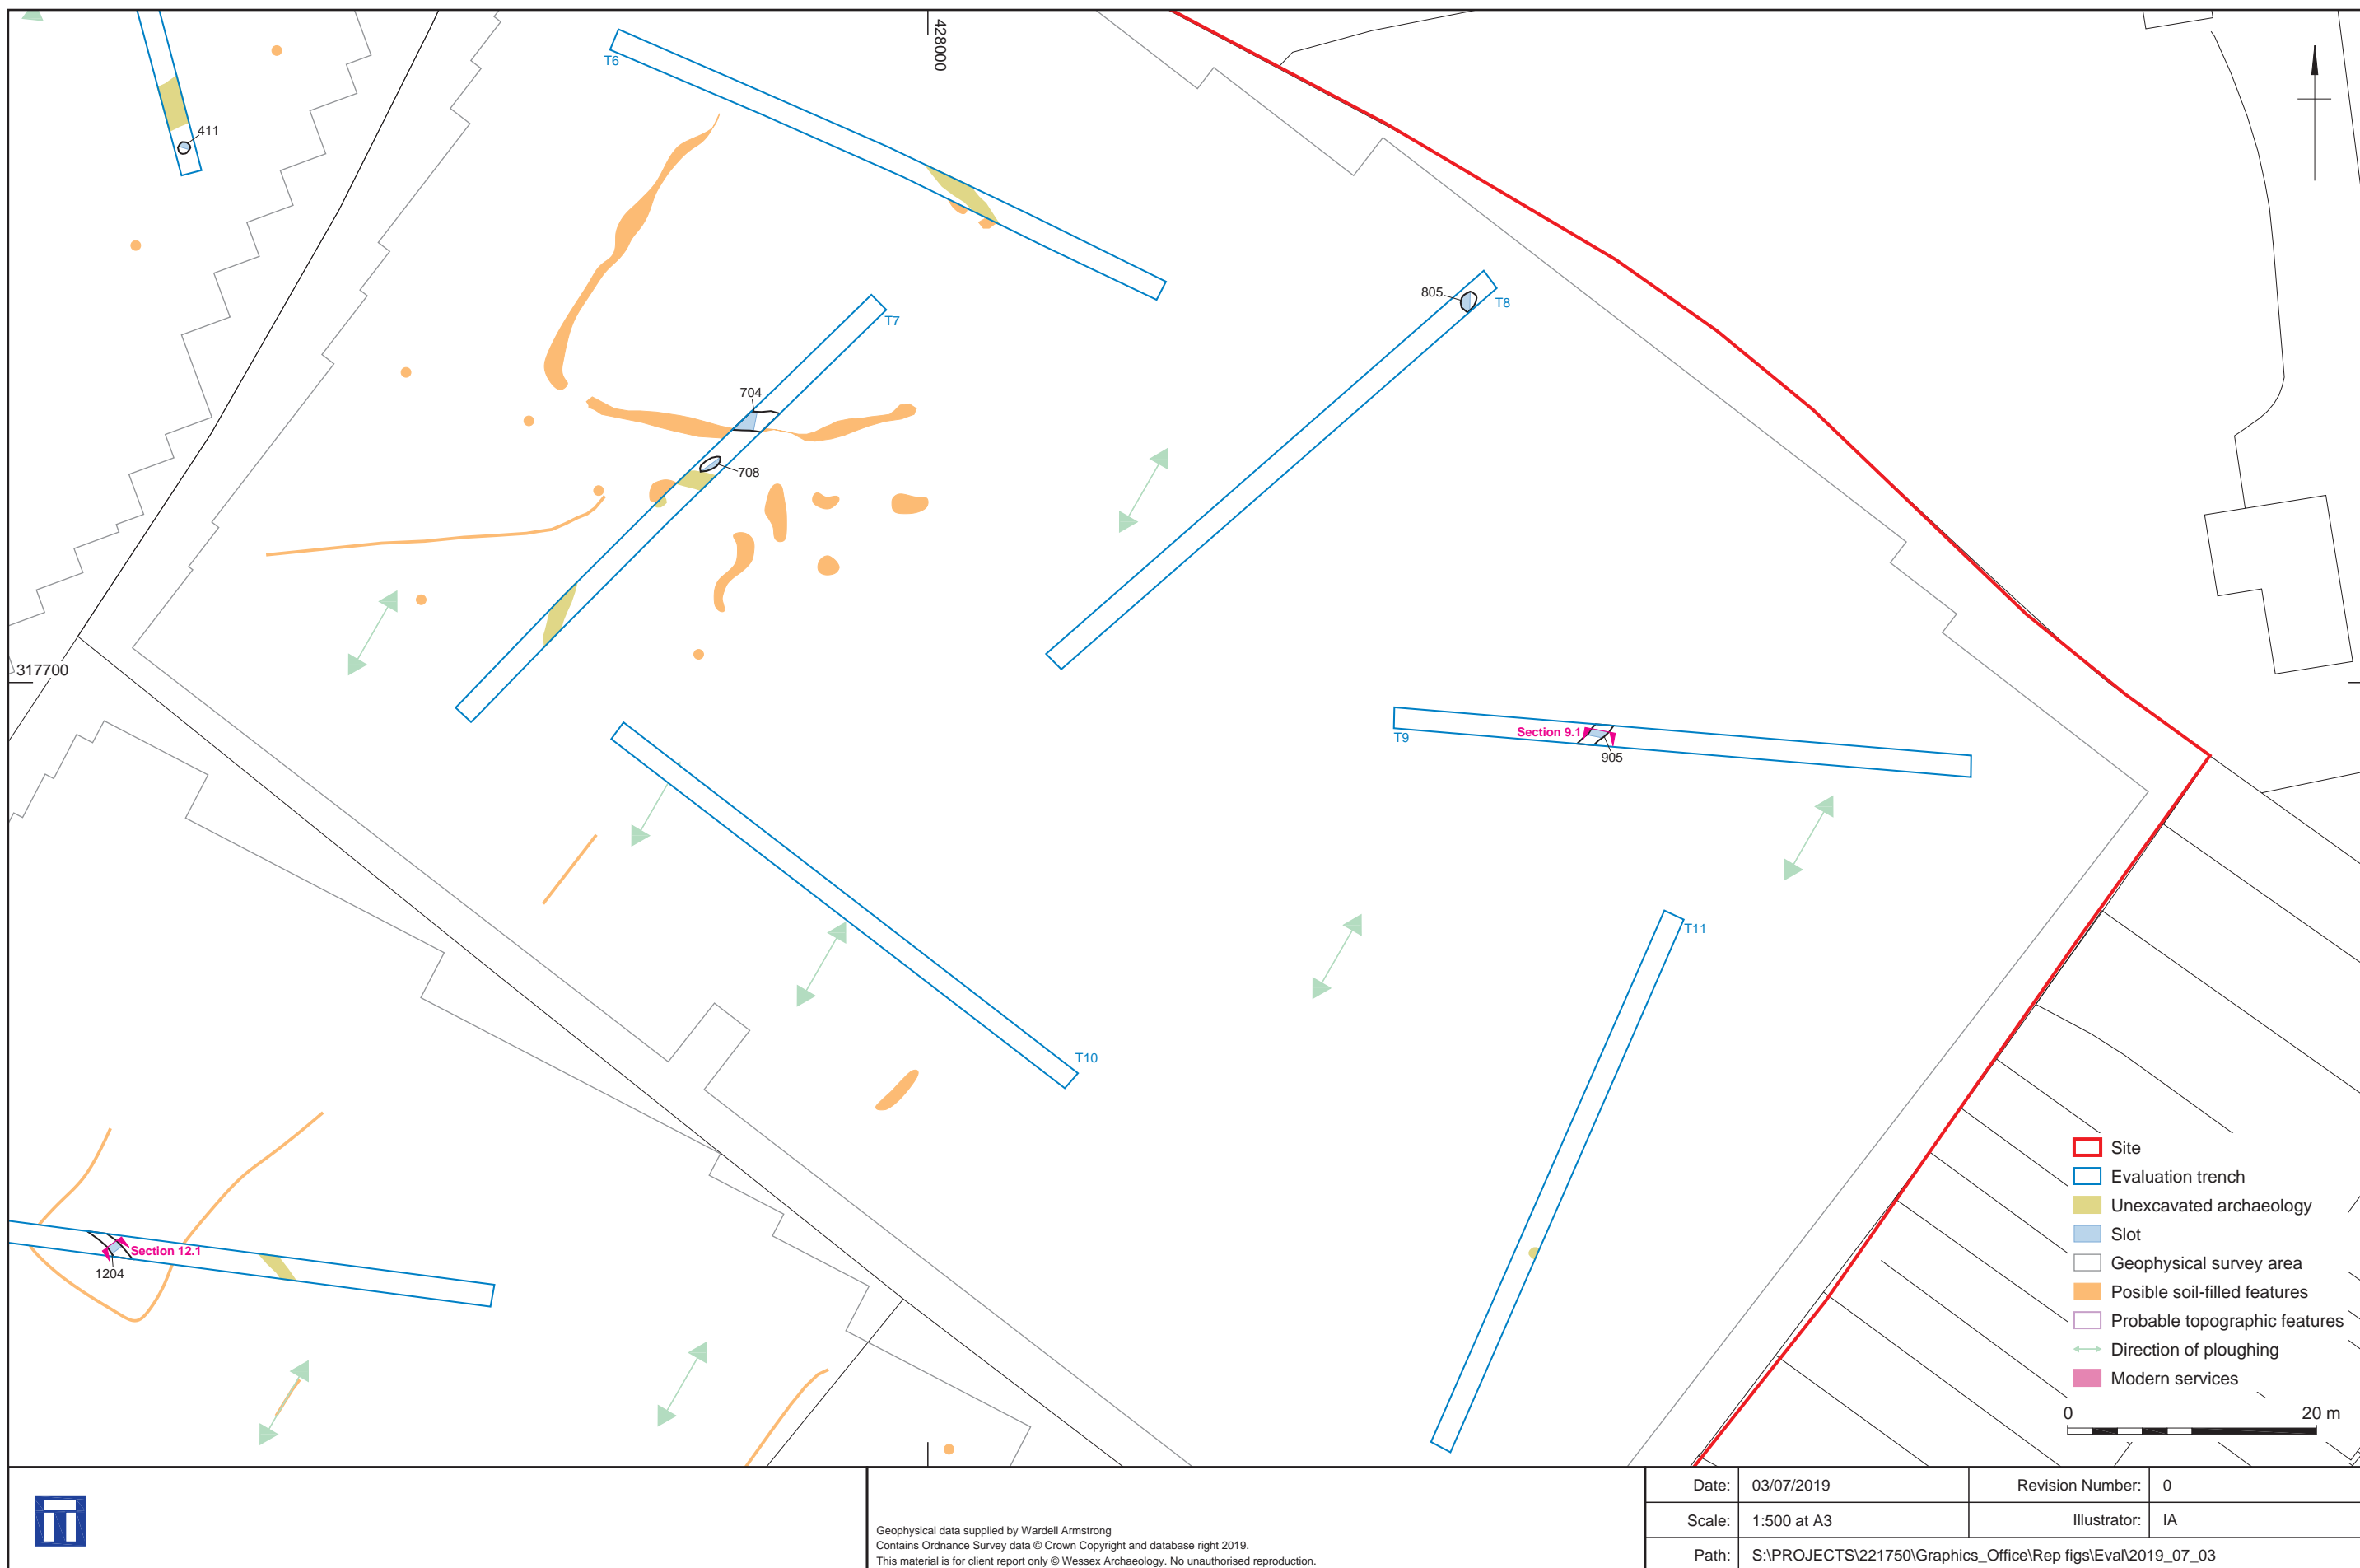 428000
T6
411
T7
805
T8
704
708
317700
Section 9.1
T9
905
T11
T10
Section 12.1
1204
Site
Evaluation trench
Unexcavated archaeology
Slot
Geophysical survey area
Posible soil-filled features
Probable topographic features
Direction of ploughing
Modern services
0 20 m
Geophysical data supplied by Wardell Armstrong
Contains Ordnance Survey data © Crown Copyright and database right 2019.
This material is for client report only © Wessex Archaeology. No unauthorised reproduction.
Date: 03/07/2019 Revision Number: 0
Scale: 1:500 at A3 Illustrator: IA
Path: S:\PROJECTS\221750\Graphics_Office\Rep figs\Eval\2019_07_03